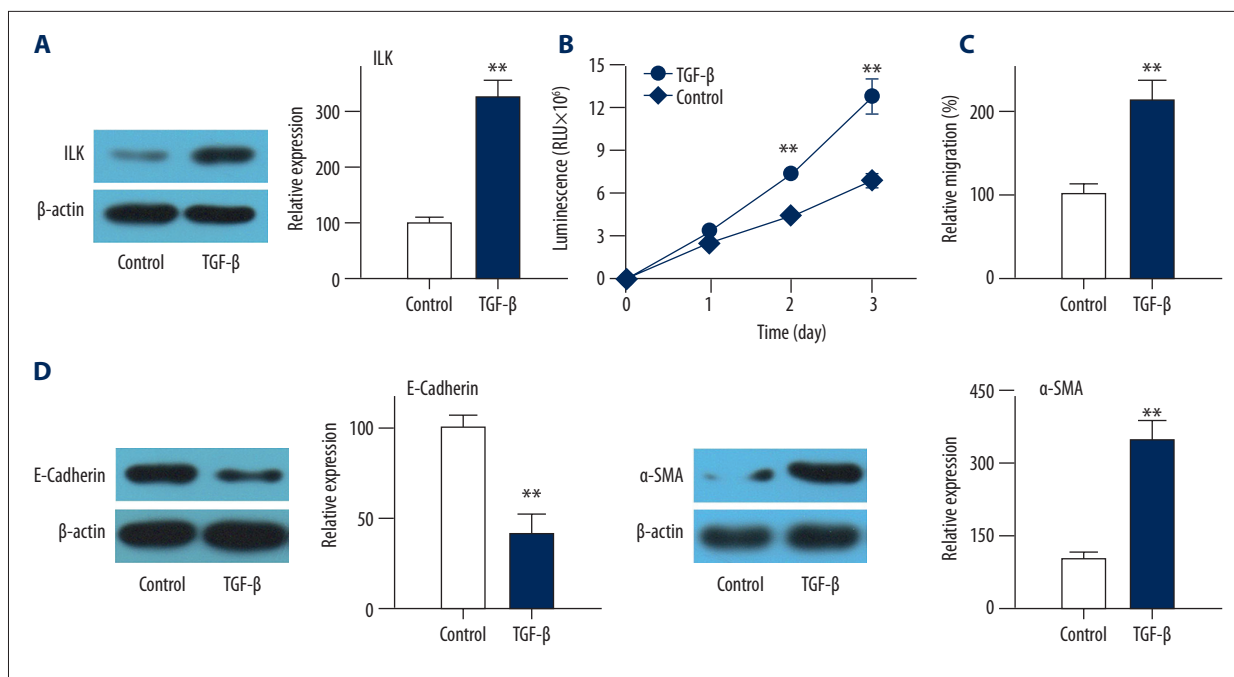 A
ILK
β-actin
Control TGF-β
ILK
Relative expression
300
200
100
0
**
Control TGF-β
B
TGF-β
Control
Luminescence (RLU×10⁶)
15
12
9
6
3
0
**
**
0 1 2 3
Time (day)
C
Relative migration (%)
200
100
0
**
Control TGF-β
D
E-Cadherin
β-actin
Control TGF-β
E-Cadherin
Relative expression
100
50
0
**
Control TGF-β
α-SMA
β-actin
Control TGF-β
α-SMA
Relative expression
450
300
150
0
**
Control TGF-β